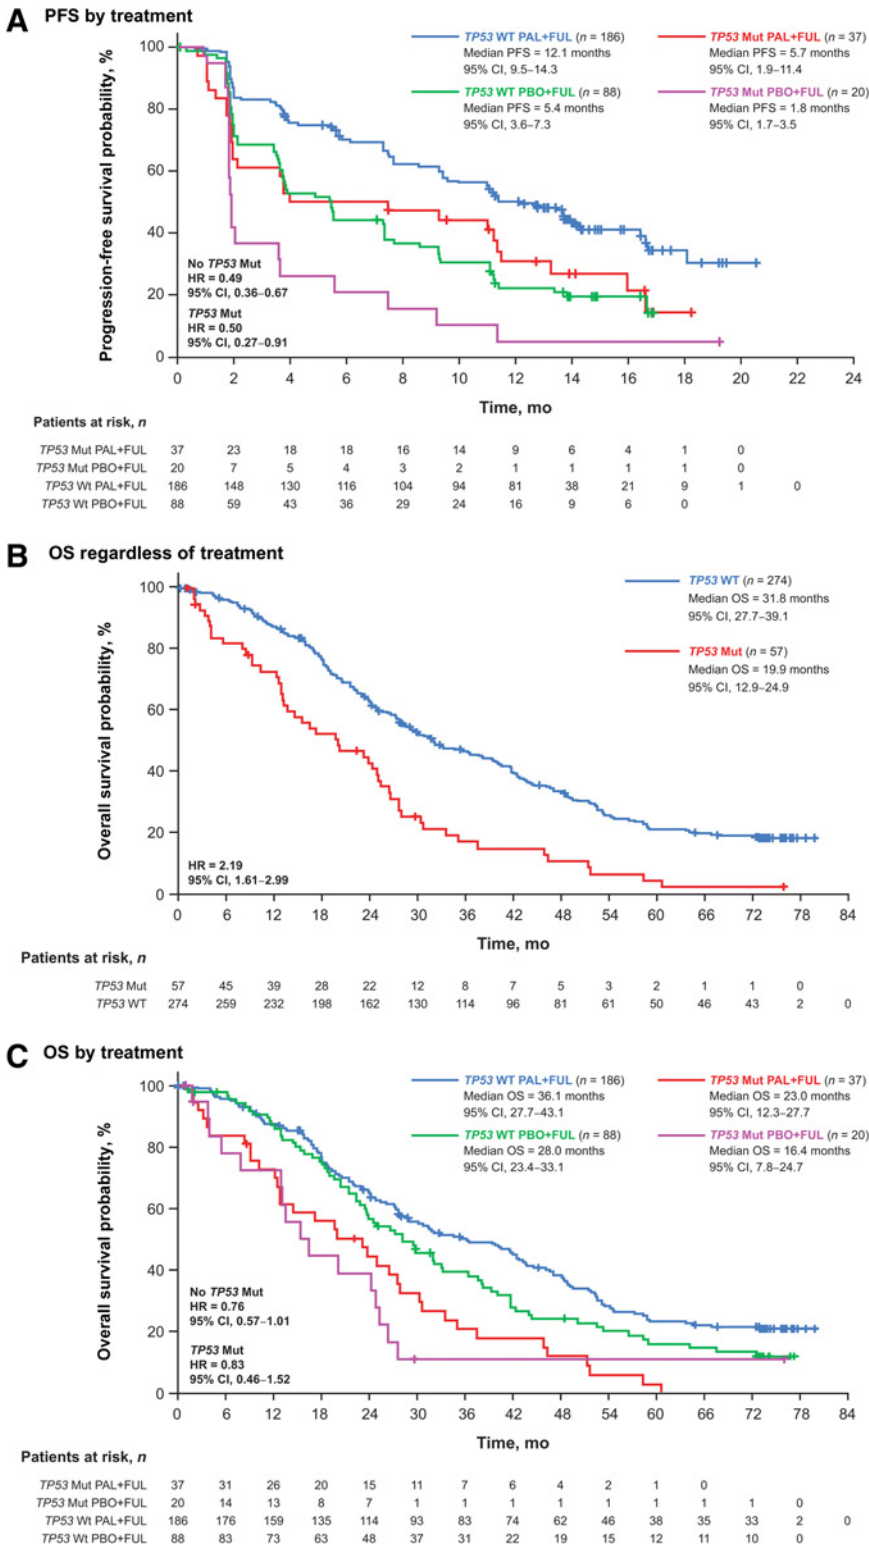 A PFS by treatment
TP53 WT PAL+FUL (n = 186)
Median PFS = 12.1 months
95% CI, 9.5–14.3
TP53 Mut PAL+FUL (n = 37)
Median PFS = 5.7 months
95% CI, 1.9–11.4
TP53 WT PBO+FUL (n = 88)
Median PFS = 5.4 months
95% CI, 3.6–7.3
TP53 Mut PBO+FUL (n = 20)
Median PFS = 1.8 months
95% CI, 1.7–3.5
Progression-free survival probability, %
100
80
60
40
20
0
No TP53 Mut
HR = 0.49
95% CI, 0.36–0.67
TP53 Mut
HR = 0.50
95% CI, 0.27–0.91
0 2 4 6 8 10 12 14 16 18 20 22 24
Time, mo
Patients at risk, n
TP53 Mut PAL+FUL 37 23 18 18 16 14 9 6 4 1 0
TP53 Mut PBO+FUL 20 7 5 4 3 2 1 1 1 1 0
TP53 Wt PAL+FUL 186 148 130 116 104 94 81 38 21 9 1 0
TP53 Wt PBO+FUL 88 59 43 36 29 24 16 9 6 0
B OS regardless of treatment
TP53 WT (n = 274)
Median OS = 31.8 months
95% CI, 27.7–39.1
TP53 Mut (n = 57)
Median OS = 19.9 months
95% CI, 12.9–24.9
Overall survival probability, %
100
80
60
40
20
0
HR = 2.19
95% CI, 1.61–2.99
0 6 12 18 24 30 36 42 48 54 60 66 72 78 84
Time, mo
Patients at risk, n
TP53 Mut 57 45 39 28 22 12 8 7 5 3 2 1 1 0
TP53 WT 274 259 232 198 162 130 114 96 81 61 50 46 43 2 0
C OS by treatment
TP53 WT PAL+FUL (n = 186)
Median OS = 36.1 months
95% CI, 27.7–43.1
TP53 Mut PAL+FUL (n = 37)
Median OS = 23.0 months
95% CI, 12.3–27.7
TP53 WT PBO+FUL (n = 88)
Median OS = 28.0 months
95% CI, 23.4–33.1
TP53 Mut PBO+FUL (n = 20)
Median OS = 16.4 months
95% CI, 7.8–24.7
Overall survival probability, %
100
80
60
40
20
0
No TP53 Mut
HR = 0.76
95% CI, 0.57–1.01
TP53 Mut
HR = 0.83
95% CI, 0.46–1.52
0 6 12 18 24 30 36 42 48 54 60 66 72 78 84
Time, mo
Patients at risk, n
TP53 Mut PAL+FUL 37 31 26 20 15 11 7 6 4 2 1 0
TP53 Mut PBO+FUL 20 14 13 8 7 1 1 1 1 1 1 1 1 0
TP53 Wt PAL+FUL 186 176 159 135 114 93 83 74 62 46 38 35 33 2 0
TP53 Wt PBO+FUL 88 83 73 63 48 37 31 22 19 15 12 11 10 0